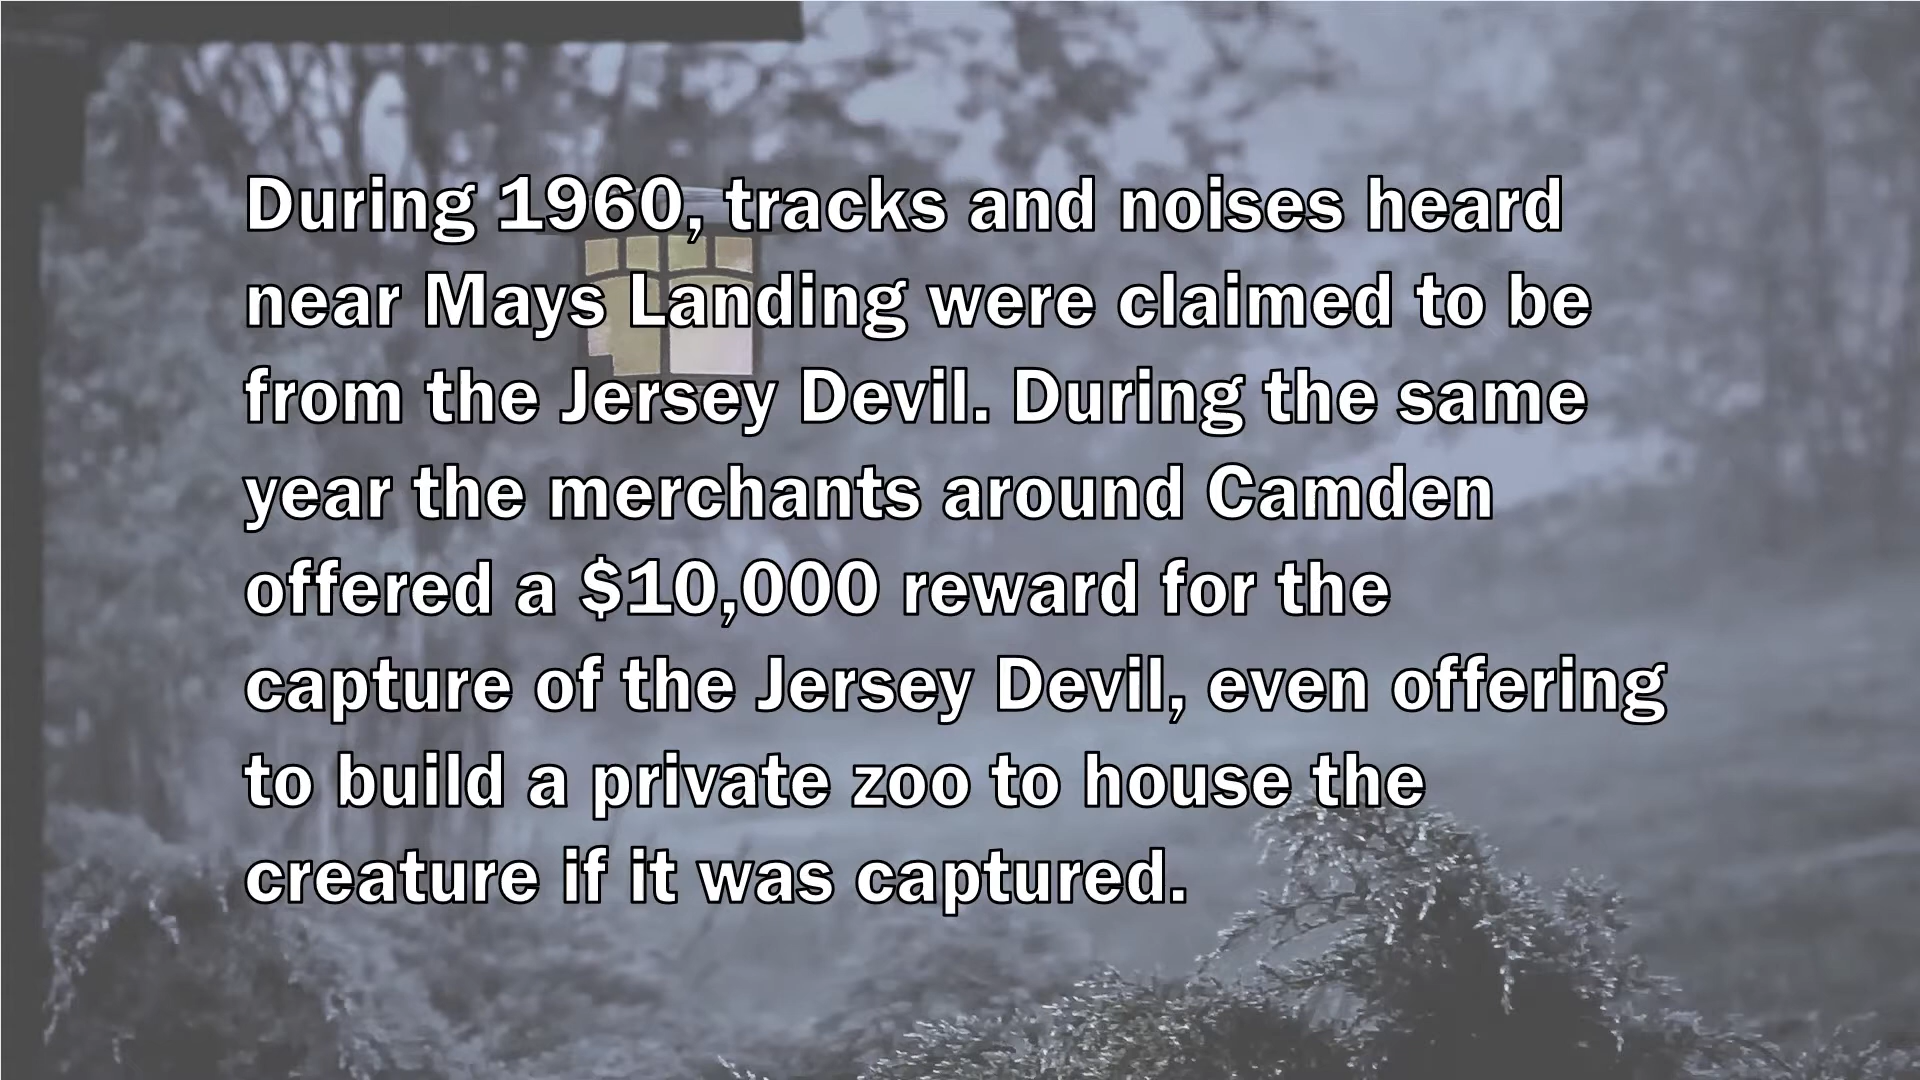 During 1960, tracks and noises heard
near Mays Landing were claimed to be
from the Jersey Devil. During the same
year the merchants around Camden
offered a $10,000 reward for the
capture of the Jersey Devil, even offering
to build a private zoo to house the
creature if it was captured.